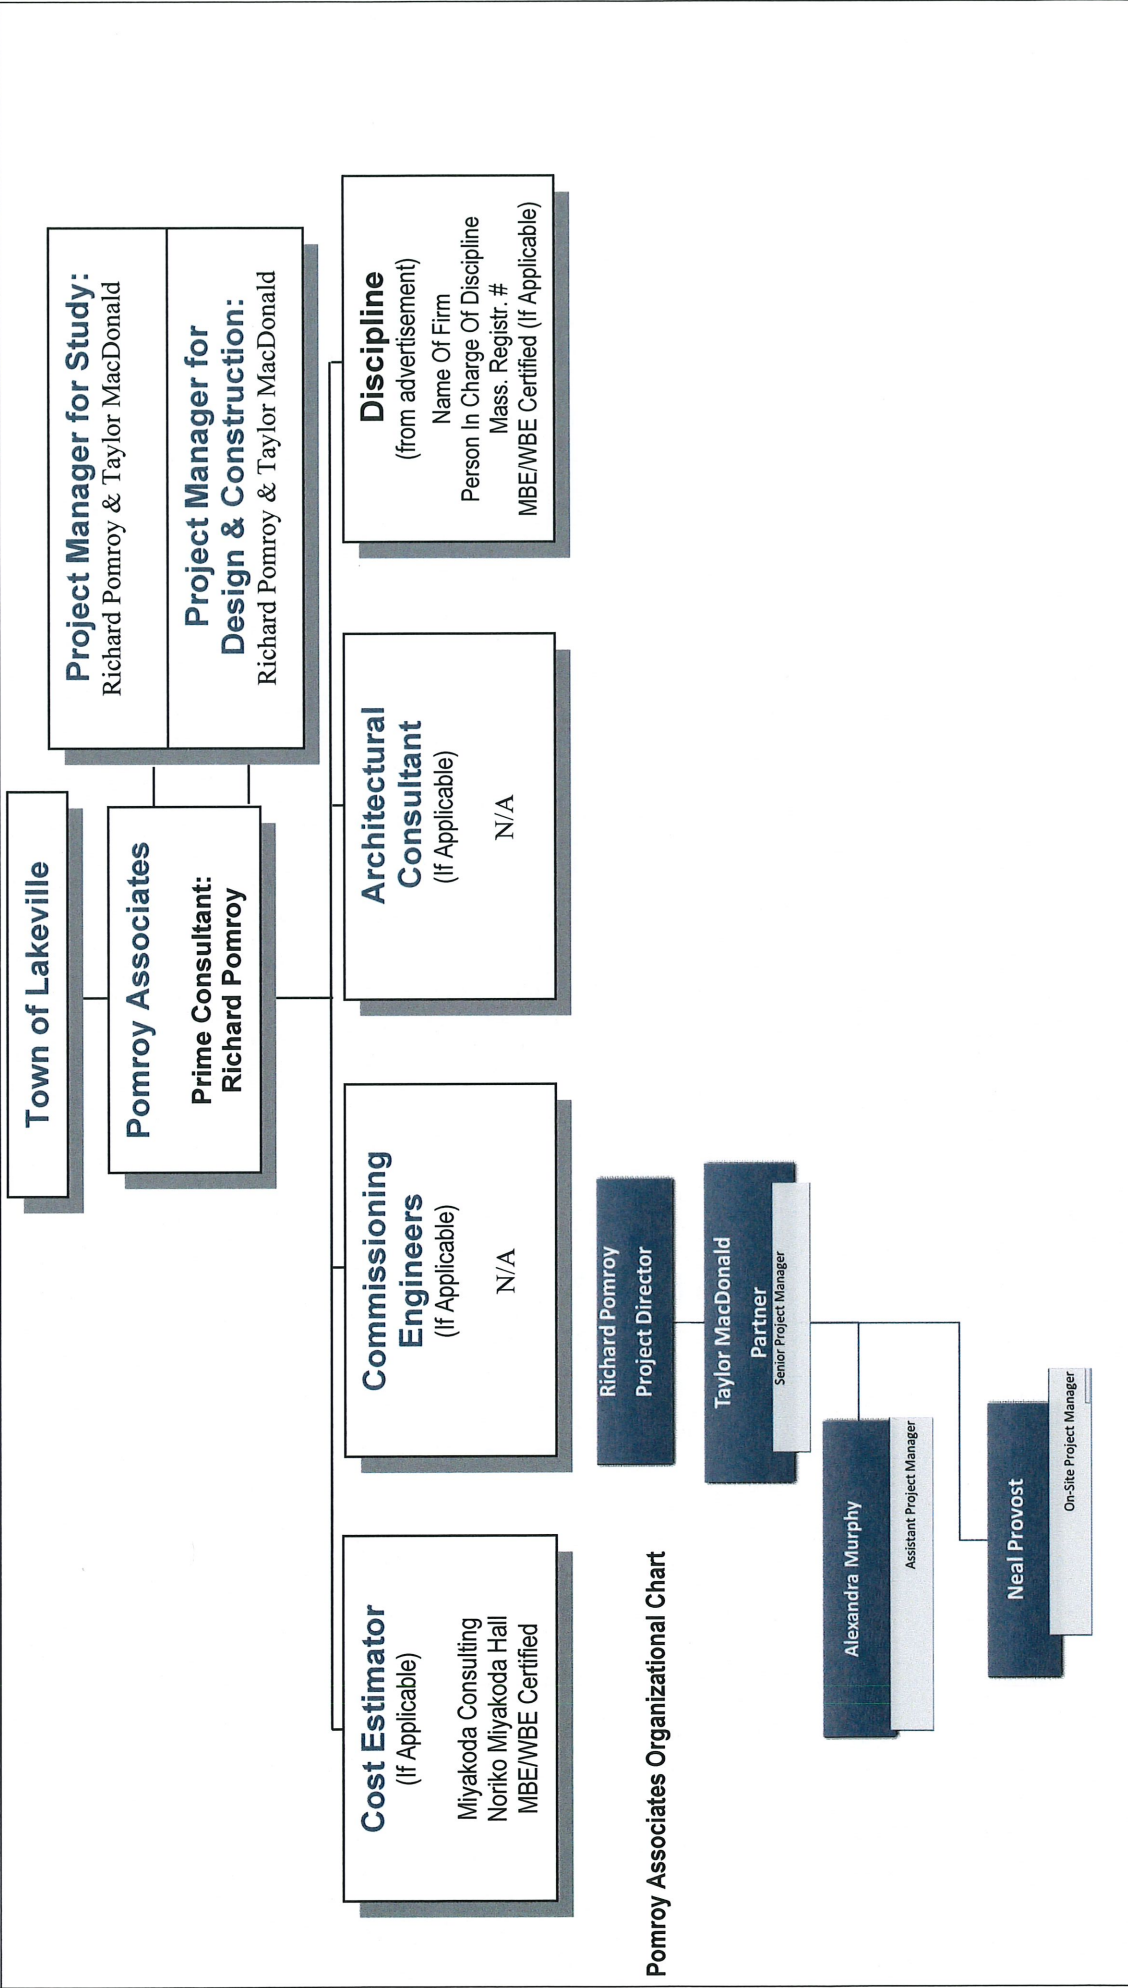 Town of Lakeville
Pomroy Associates
Prime Consultant:
Richard Pomroy
Project Manager for Study:
Richard Pomroy & Taylor MacDonald
Project Manager for
Design & Construction:
Richard Pomroy & Taylor MacDonald
Cost Estimator
(If Applicable)
Miyakoda Consulting
Noriko Miyakoda Hall
MBE/WBE Certified
Commissioning
Engineers
(If Applicable)
N/A
Architectural
Consultant
(If Applicable)
N/A
Discipline
(from advertisement)
Name Of Firm
Person In Charge Of Discipline
Mass. Registr. #
MBE/WBE Certified (If Applicable)
Pomroy Associates Organizational Chart
Richard Pomroy
Project Director
Taylor MacDonald
Partner
Senior Project Manager
Alexandra Murphy
Assistant Project Manager
Neal Provost
On-Site Project Manager